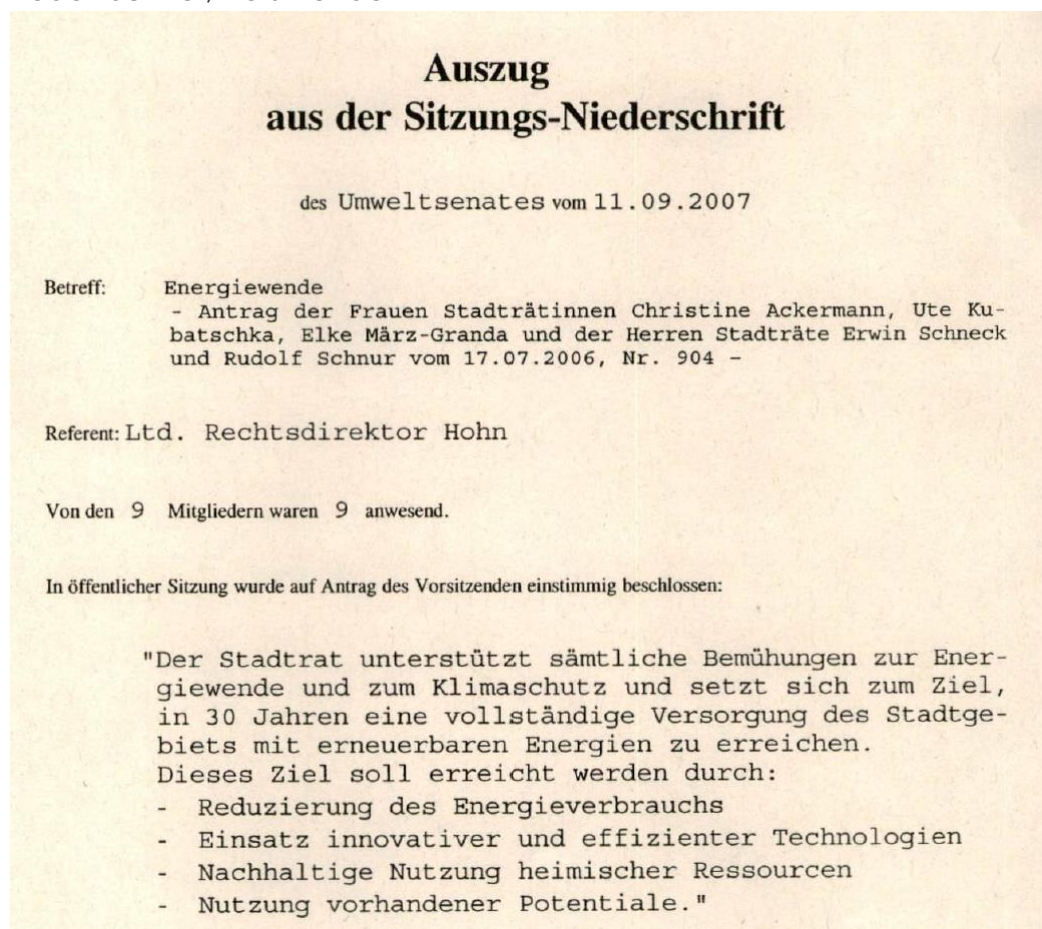 Auszug
aus der Sitzungs-Niederschrift
des Umweltsenates vom 11.09.2007
Betreff: Energiewende
- Antrag der Frauen Stadträtinnen Christine Ackermann, Ute Ku-
batschka, Elke März-Granda und der Herren Stadträte Erwin Schneck
und Rudolf Schnur vom 17.07.2006, Nr. 904 -
Referent: Ltd. Rechtsdirektor Hohn
Von den 9 Mitgliedern waren 9 anwesend.
In öffentlicher Sitzung wurde auf Antrag des Vorsitzenden einstimmig beschlossen:
"Der Stadtrat unterstützt sämtliche Bemühungen zur Ener-
giewende und zum Klimaschutz und setzt sich zum Ziel,
in 30 Jahren eine vollständige Versorgung des Stadtge-
biets mit erneuerbaren Energien zu erreichen.
Dieses Ziel soll erreicht werden durch:
- Reduzierung des Energieverbrauchs
- Einsatz innovativer und effizienter Technologien
- Nachhaltige Nutzung heimischer Ressourcen
- Nutzung vorhandener Potentiale."